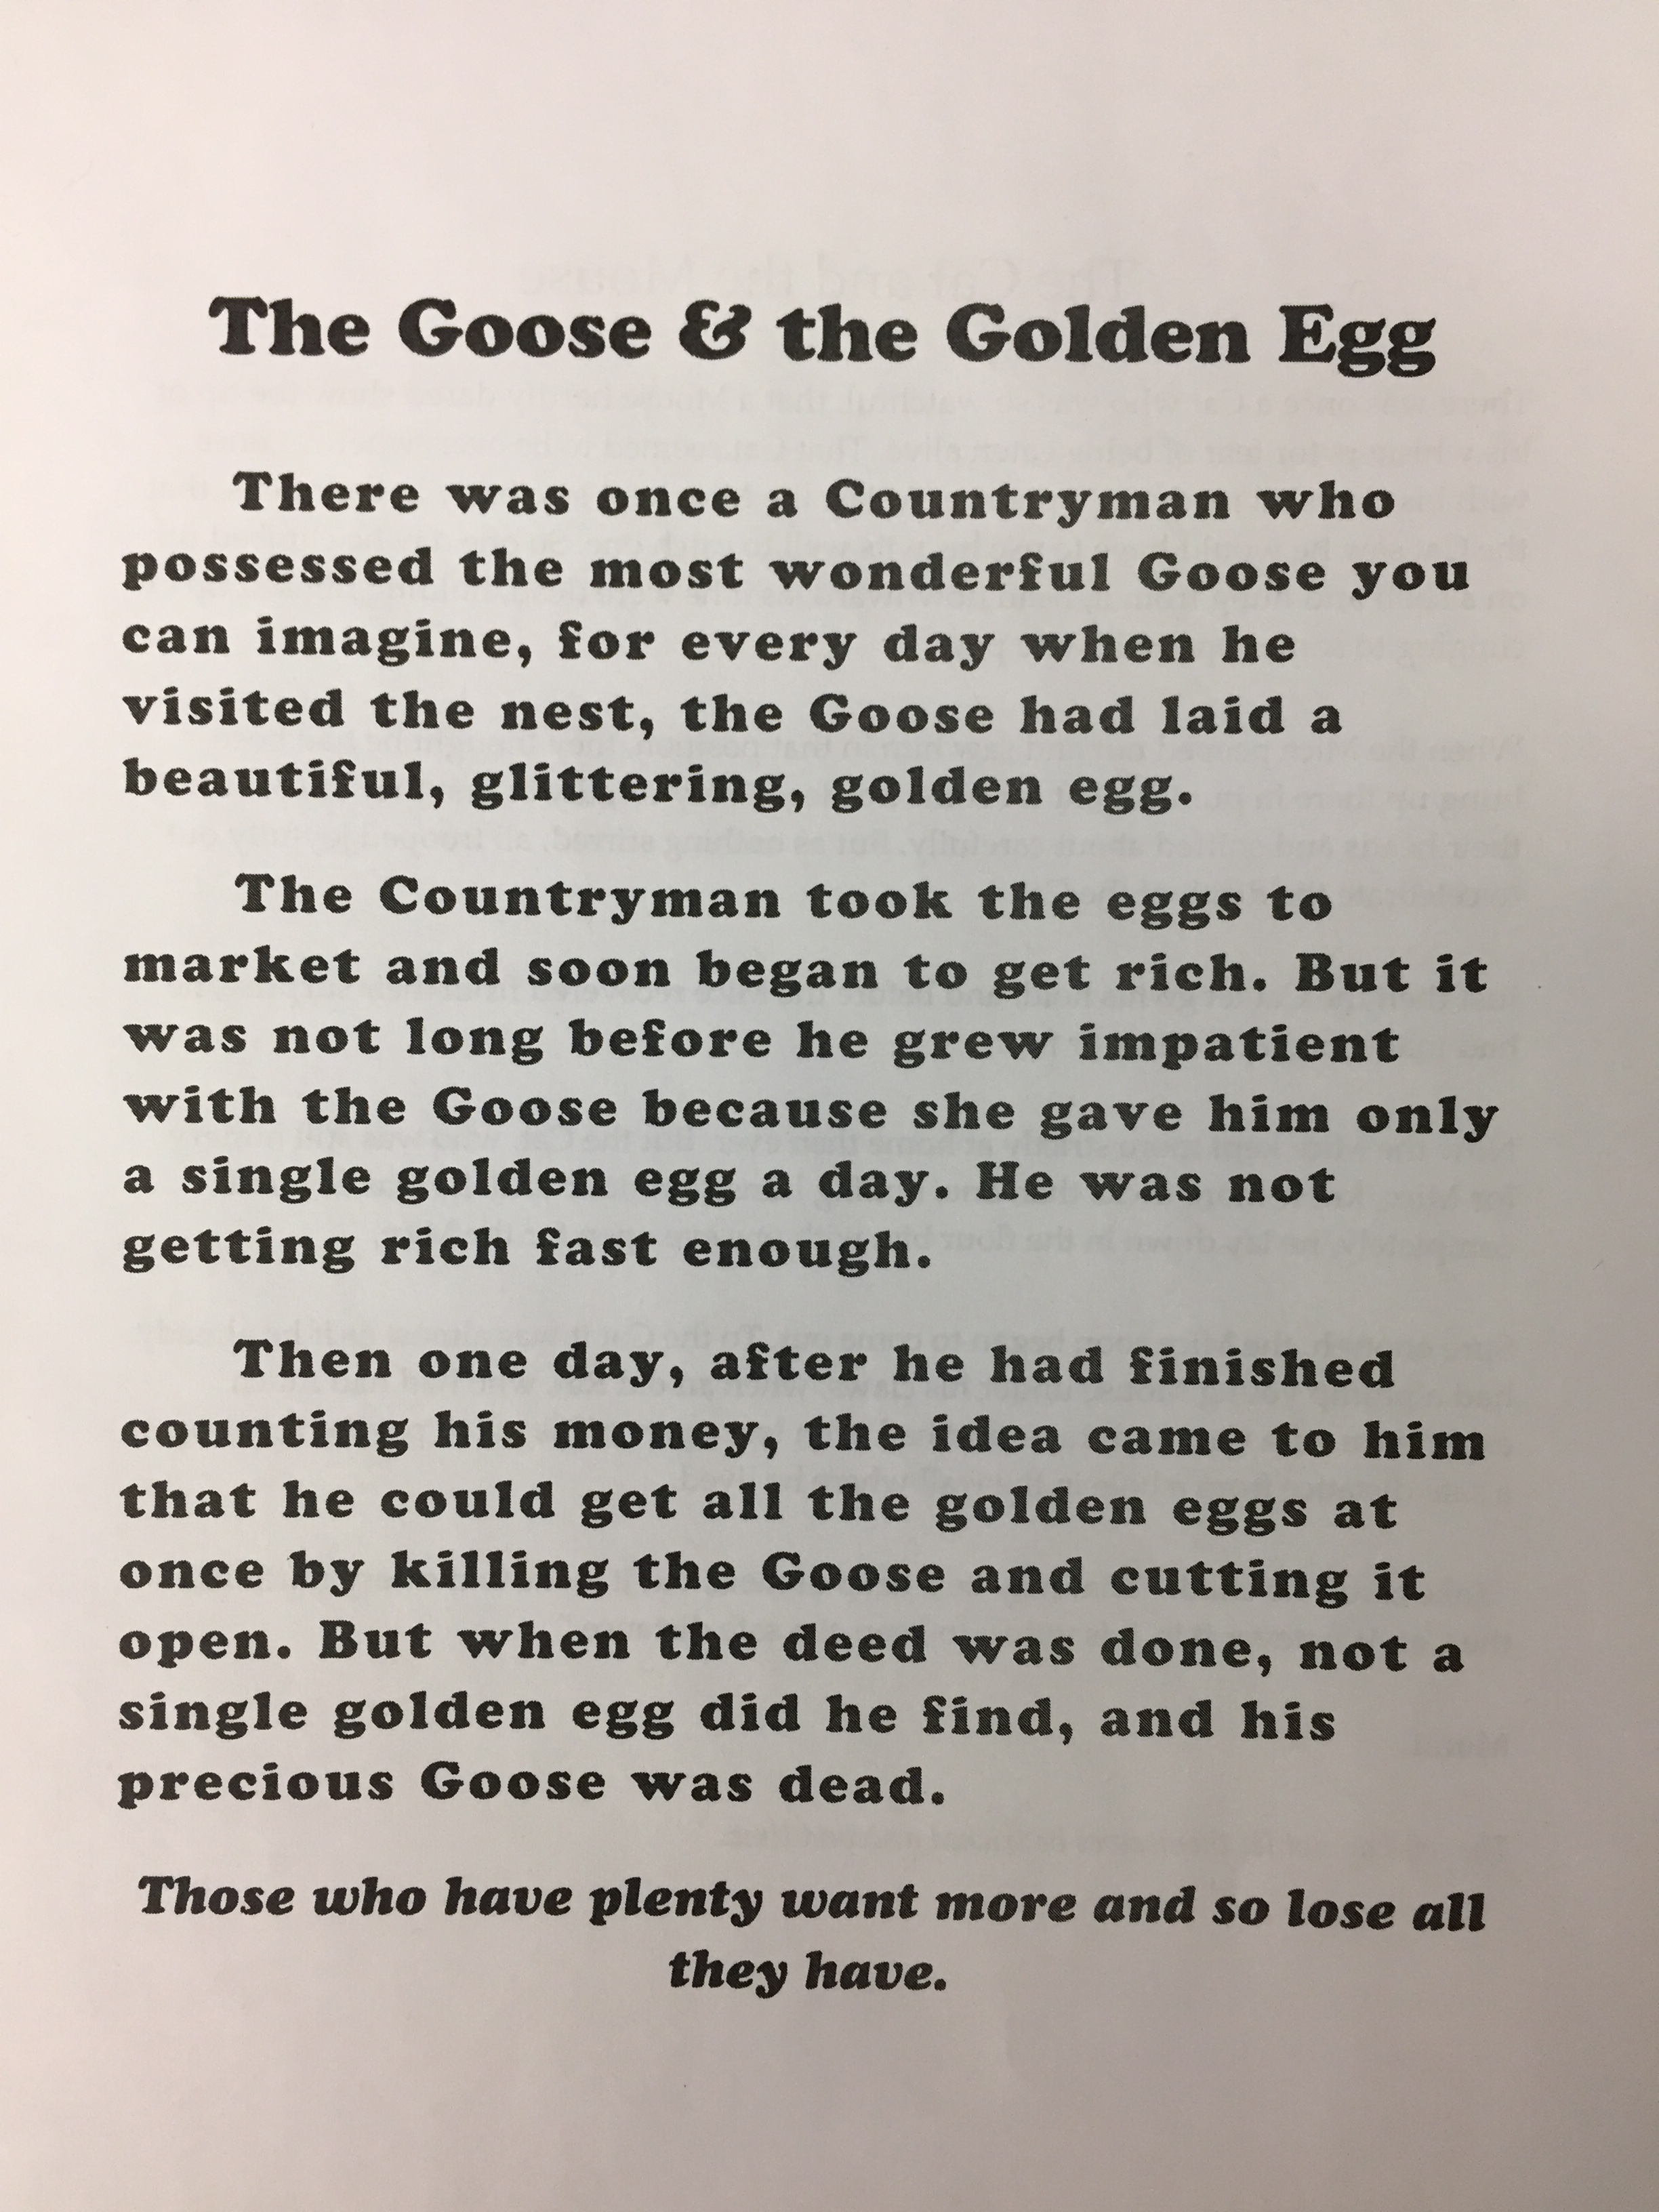 The Goose & the Golden Egg
There was once a Countryman who
possessed the most wonderful Goose you
can imagine, for every day when he
visited the nest, the Goose had laid a
beautiful, glittering, golden egg.
The Countryman took the eggs to
market and soon began to get rich. But it
was not long before he grew impatient
with the Goose because she gave him only
a single golden egg a day. He was not
getting rich fast enough.
Then one day, after he had finished
counting his money, the idea came to him
that he could get all the golden eggs at
once by killing the Goose and cutting it
open. But when the deed was done, not a
single golden egg did he find, and his
precious Goose was dead.
Those who have plenty want more and so lose all
they have.